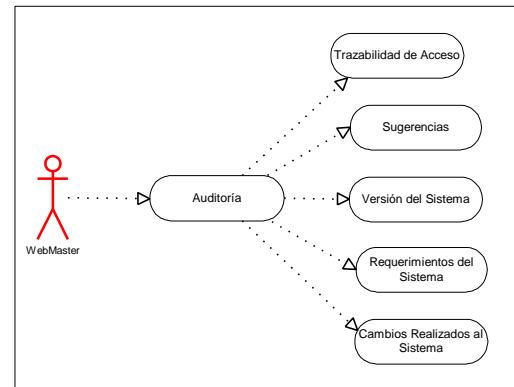 Trazabilidad de Acceso
Sugerencias
Auditoría
Versión del Sistema
WebMaster
Requerimientos del
Sistema
Cambios Realizados al
Sistema